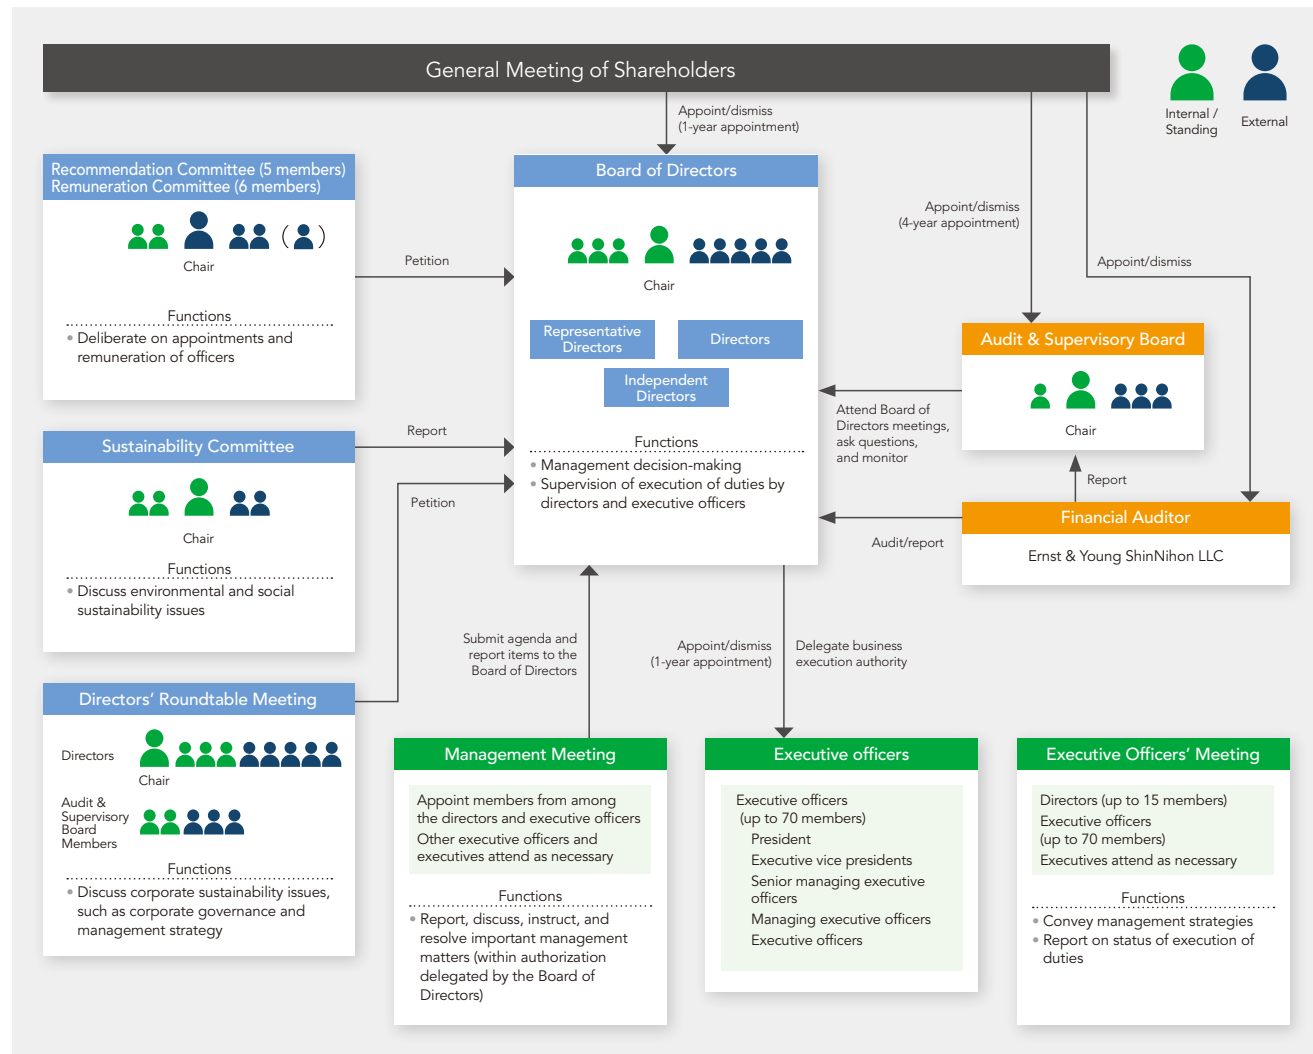 General Meeting of Shareholders
Internal /
Standing
External
Appoint/dismiss
(1-year appointment)
Recommendation Committee (5 members)
Remuneration Committee (6 members)
( )
Chair
Functions
• Deliberate on appointments and
remuneration of officers
Petition
Board of Directors
Chair
Representative
Directors
Directors
Independent
Directors
Functions
• Management decision-making
• Supervision of execution of duties by
directors and executive officers
Appoint/dismiss
(4-year appointment)
Appoint/dismiss
Audit & Supervisory Board
Chair
Attend Board of
Directors meetings,
ask questions,
and monitor
Report
Financial Auditor
Ernst & Young ShinNihon LLC
Audit/report
Sustainability Committee
Chair
Functions
• Discuss environmental and social
sustainability issues
Report
Petition
Directors’ Roundtable Meeting
Directors
Chair
Audit &
Supervisory
Board
Members
Functions
• Discuss corporate sustainability issues,
such as corporate governance and
management strategy
Submit agenda and
report items to the
Board of Directors
Appoint/dismiss
(1-year appointment)
Delegate business
execution authority
Management Meeting
Appoint members from among
the directors and executive officers
Other executive officers and
executives attend as necessary
Functions
• Report, discuss, instruct, and
resolve important management
matters (within authorization
delegated by the Board of
Directors)
Executive officers
Executive officers
(up to 70 members)
President
Executive vice presidents
Senior managing executive
officers
Managing executive officers
Executive officers
Executive Officers’ Meeting
Directors (up to 15 members)
Executive officers
(up to 70 members)
Executives attend as necessary
Functions
• Convey management strategies
• Report on status of execution of
duties